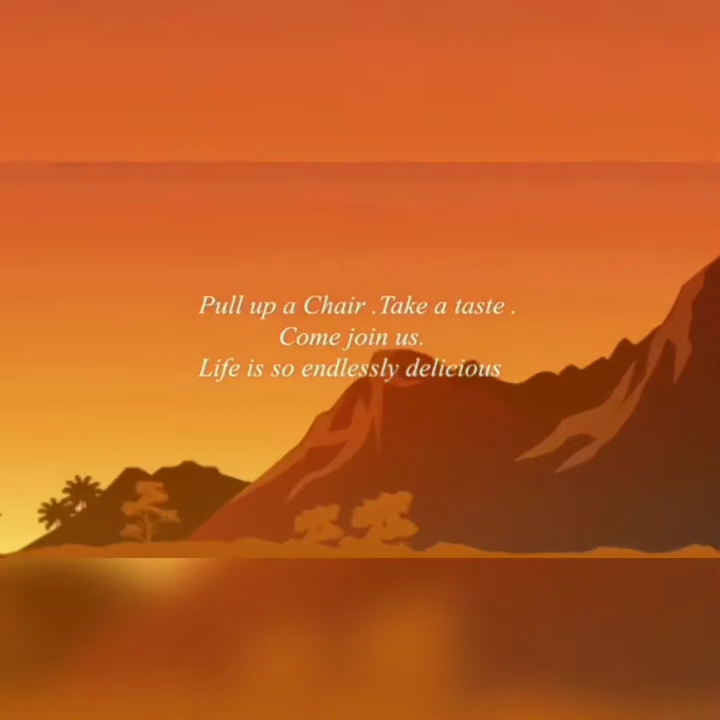 Pull up a Chair .Take a taste .
Come join us.
Life is so endlessly delicious